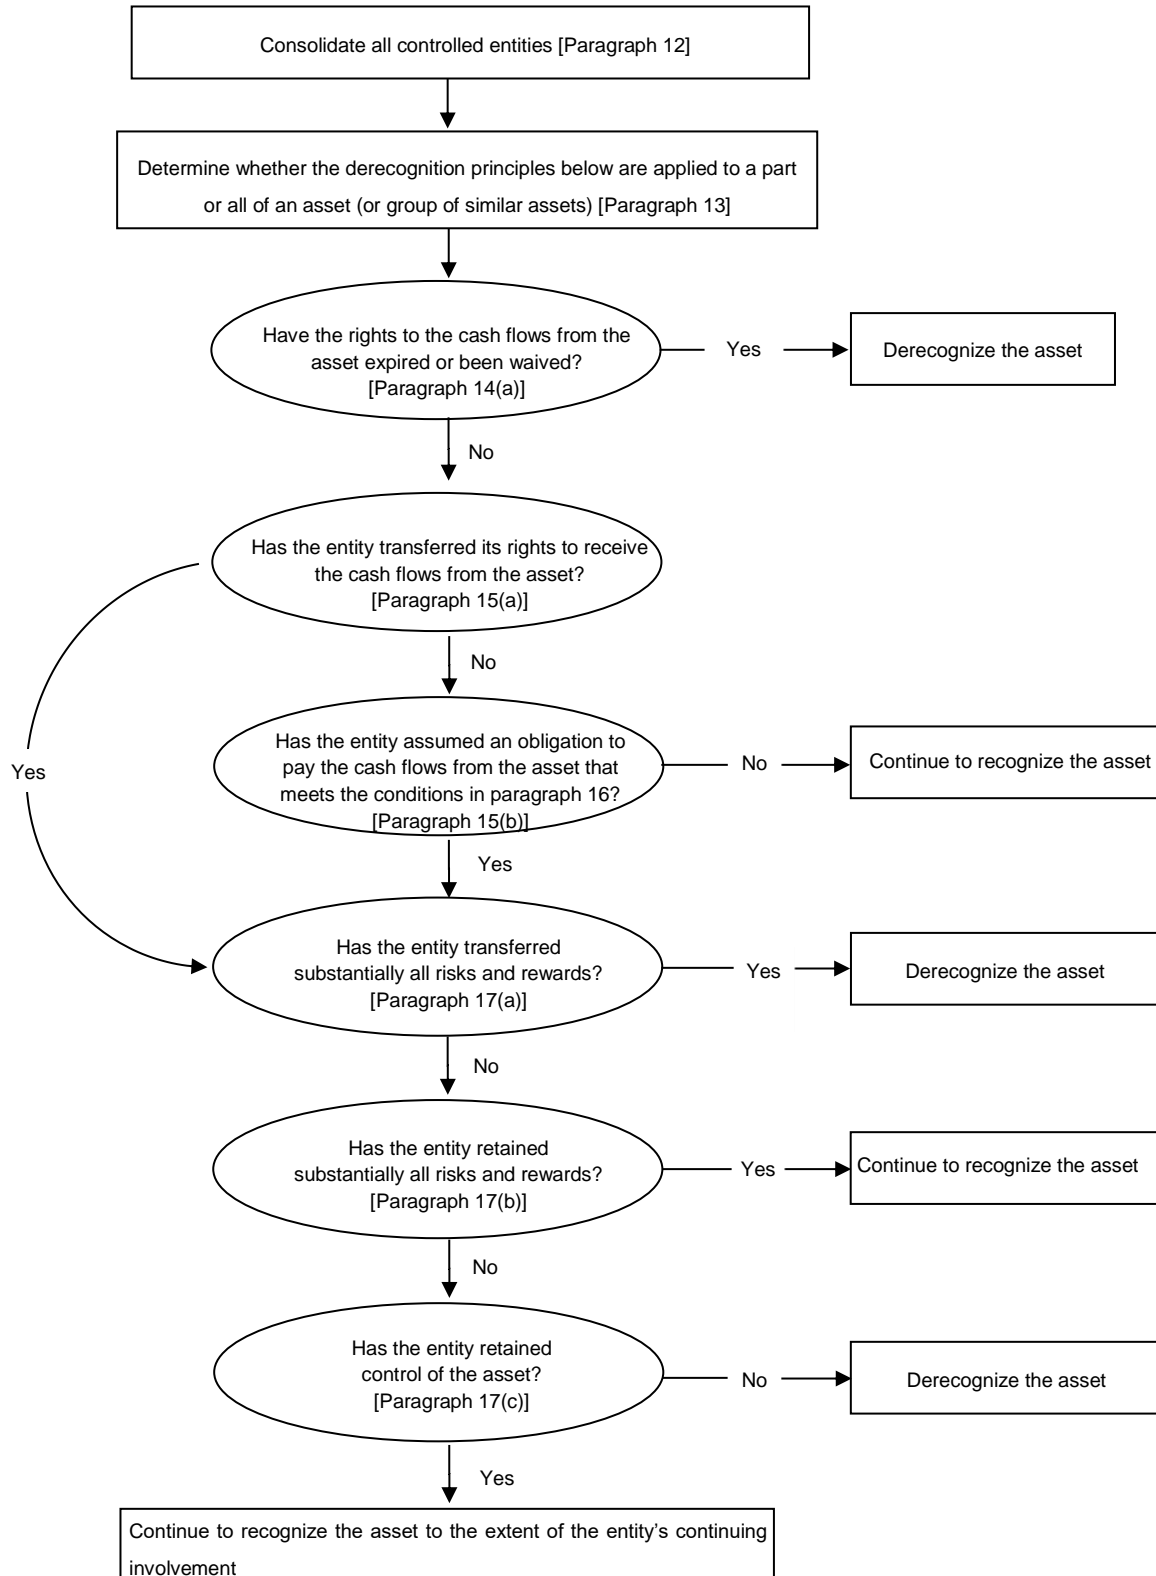 Consolidate all controlled entities [Paragraph 12]
Determine whether the derecognition principles below are applied to a part
or all of an asset (or group of similar assets) [Paragraph 13]
Have the rights to the cash flows from the
asset expired or been waived?
[Paragraph 14(a)]
Yes
Derecognize the asset
No
Has the entity transferred its rights to receive
the cash flows from the asset?
[Paragraph 15(a)]
No
Yes
Has the entity assumed an obligation to
pay the cash flows from the asset that
meets the conditions in paragraph 16?
[Paragraph 15(b)]
No
Continue to recognize the asset
Yes
Has the entity transferred
substantially all risks and rewards?
[Paragraph 17(a)]
Yes
Derecognize the asset
No
Has the entity retained
substantially all risks and rewards?
[Paragraph 17(b)]
Yes
Continue to recognize the asset
No
Has the entity retained
control of the asset?
[Paragraph 17(c)]
No
Derecognize the asset
Yes
Continue to recognize the asset to the extent of the entity’s continuing
involvement